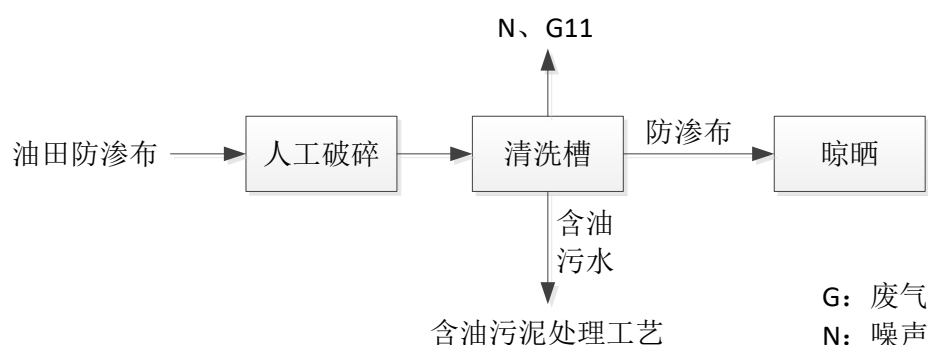 N、G11
油田防渗布
人工破碎
清洗槽
防渗布
晾晒
含油
污水
含油污泥处理工艺
G：废气
N：噪声